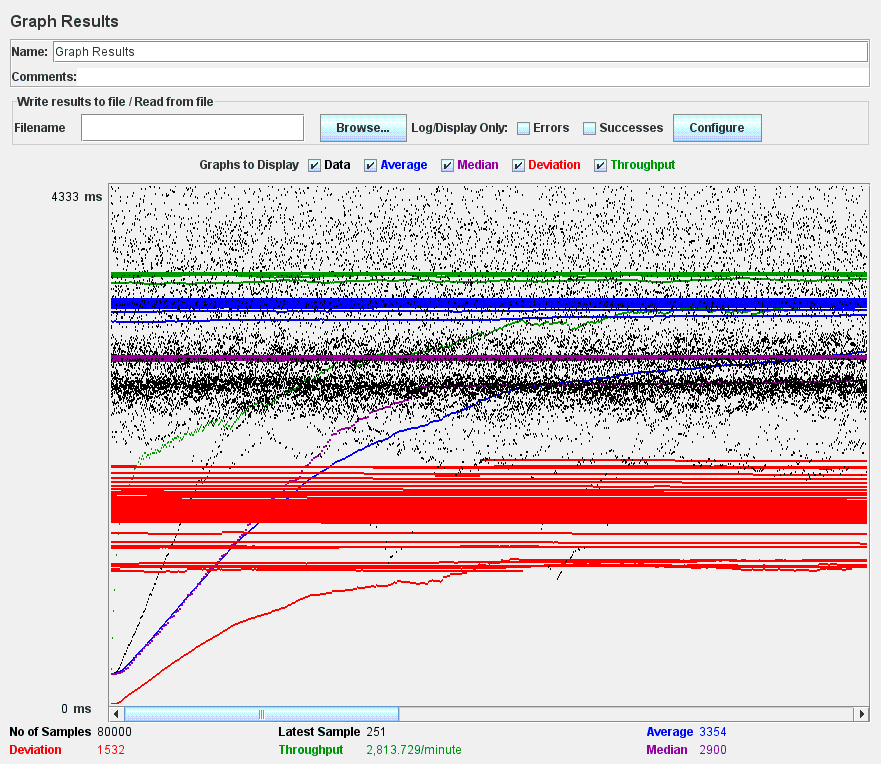 Graph Results
Name: Graph Results
Comments:
Write results to file / Read from file
Filename Browse... Log/Display Only: Errors Successes Configure
Graphs to Display Data Average Median Deviation Throughput
4333 ms
0 ms
No of Samples 80000 Latest Sample 251 Average 3354
Deviation 1532 Throughput 2,813.729/minute Median 2900